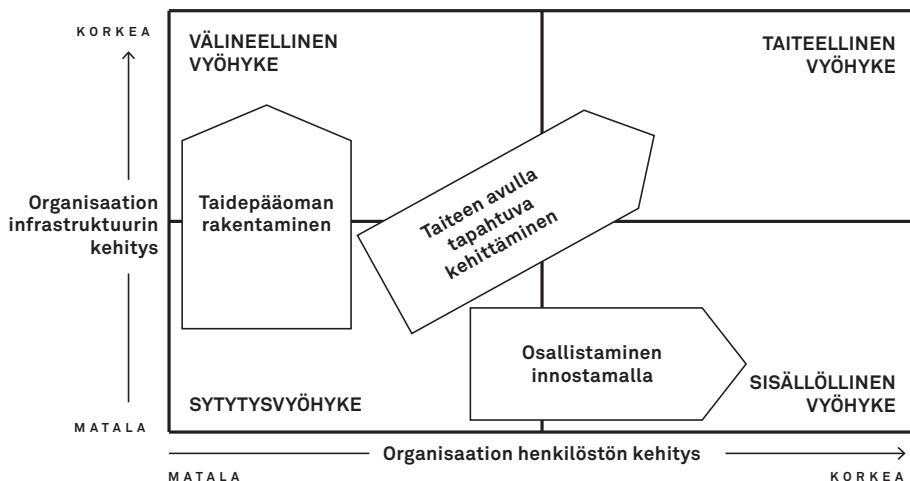 KORKEA
VÄLINEELLINEN
VYÖHYKE
TAITEELLINEN
VYÖHYKE
Organisaation
infrastruktuurin
kehitys
Taidepääoman
rakentaminen
Taiteen avulla
tapahtuva
kehittäminen
Osallistaminen
innostamalla
SYTYTYSVYÖHYKE
SISÄLLÖLLINEN
VYÖHYKE
MATALA
Organisaation henkilöstön kehitys
MATALA
KORKEA